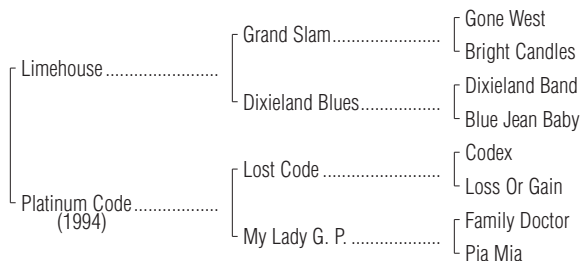 Gone West
Grand Slam
Bright Candles
Limehouse
Dixieland Band
Dixieland Blues
Blue Jean Baby
Codex
Lost Code
Loss Or Gain
Platinum Code
(1994)
Family Doctor
My Lady G. P.
Pia Mia